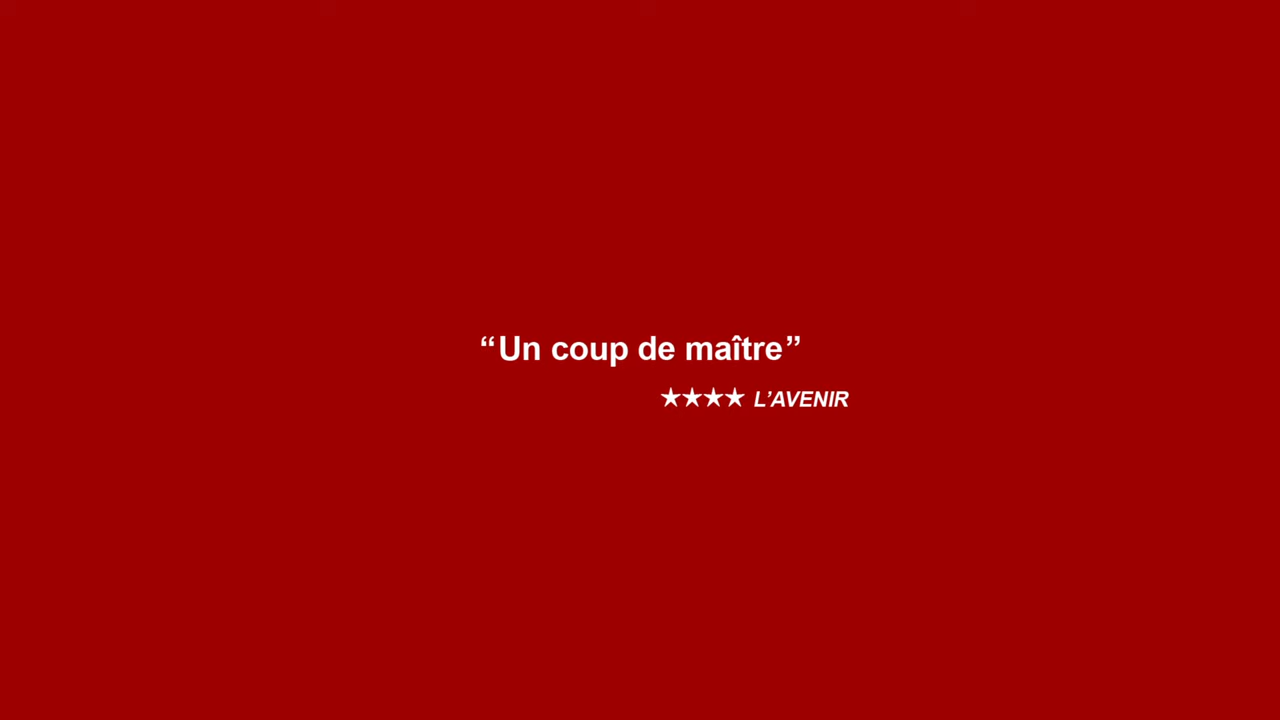 “Un coup de maître”
★★★★ L’AVENIR